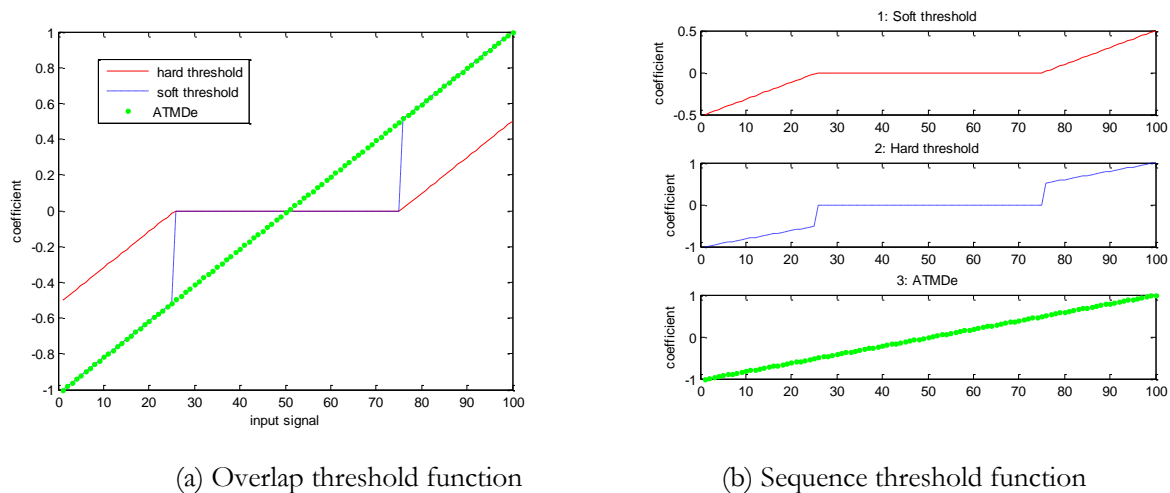 1
0.8
0.6
0.4
0.2
0
-0.2
-0.4
-0.6
-0.8
-1
coefficient
hard threshold
soft threshold
ATMDe
0 10 20 30 40 50 60 70 80 90 100
input signal
(a) Overlap threshold function
1: Soft threshold
0.5
0
-0.5
coefficient
0 10 20 30 40 50 60 70 80 90 100
2: Hard threshold
1
0
-1
coefficient
0 10 20 30 40 50 60 70 80 90 100
3: ATMDe
1
0
-1
coefficient
0 10 20 30 40 50 60 70 80 90 100
(b) Sequence threshold function